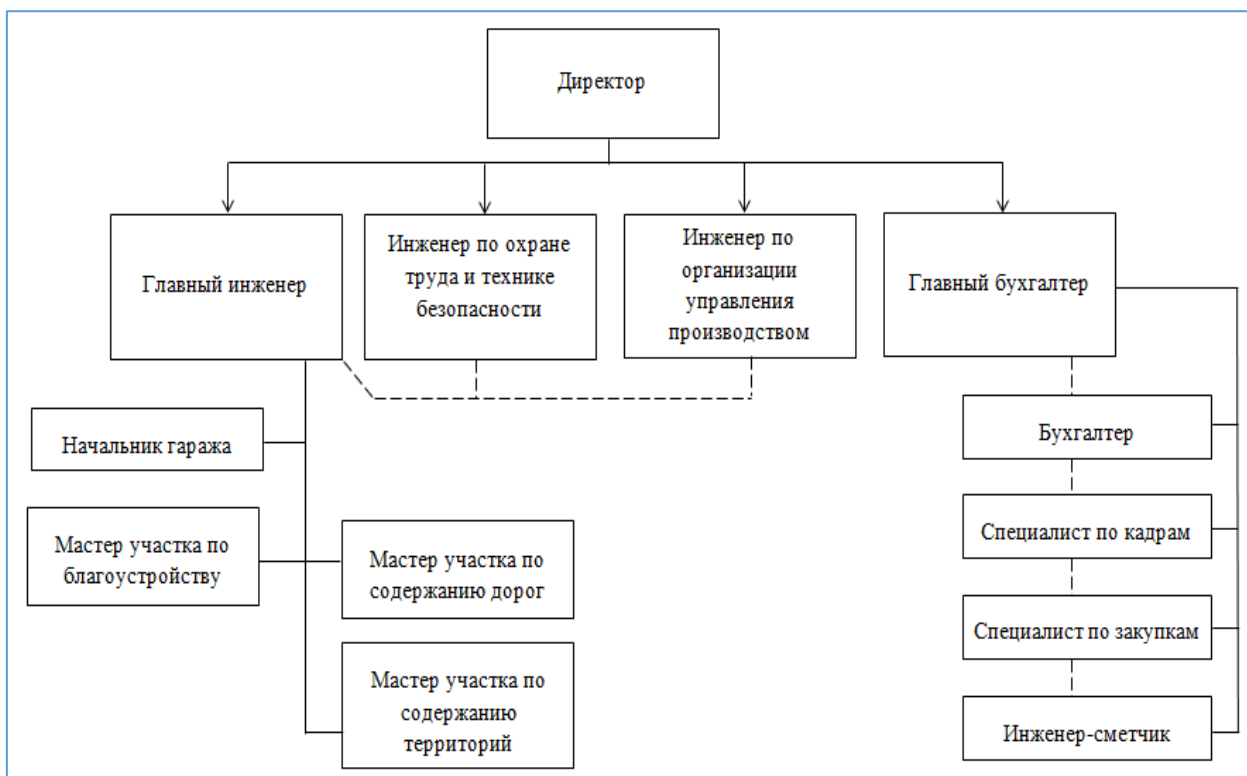 Директор
Главный инженер
Инженер по охране
труда и технике
безопасности
Инженер по
организации
управления
производством
Главный бухгалтер
Начальник гаража
Бухгалтер
Мастер участка по
благоустройству
Мастер участка по
содержанию дорог
Специалист по кадрам
Специалист по закупкам
Мастер участка по
содержанию
территорий
Инженер-сметчик